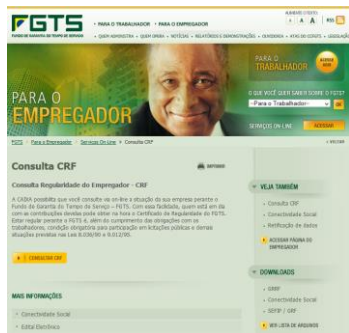 FGTS
FUNDO DE GARANTIA DO TEMPO DE SERVIÇO
• PARA O TRABALHADOR • PARA O EMPREGADOR
A A A RSS
PARA O
TRABALHADOR
PARA O
EMPREGADOR
O QUE VOCÊ QUER SABER SOBRE O FGTS?
--Para o Trabalhador--
SERVIÇOS ON-LINE
ACESSAR
FGTS > Para o Empregador > Serviços On-Line > Consulta CRF
Consulta CRF
IMPRIMIR
Consulta Regularidade do Empregador - CRF
A CAIXA possibilita que você consulte via on-line a situação da sua empresa perante o
Fundo de Garantia do Tempo de Serviço - FGTS. Com essa facilidade, quem está em dia
com as contribuições devidas pode obter na hora o Certificado de Regularidade do FGTS.
Estar regular perante o FGTS é, além do cumprimento das obrigações com os
trabalhadores, condição obrigatória para participação em licitações públicas e demais
situações previstas nas Leis 8.036/90 e 9.012/95.
CONSULTAR CRF
MAIS INFORMAÇÕES
Conectividade Social
Edital Eletrônico
VEJA TAMBÉM
Consulta CRF
Conectividade Social
Retificação de dados
ACESSAR PÁGINA DO
EMPREGADOR
DOWNLOADS
GRRF
Conectividade Social
SEFIP / GRF
VER LISTA DE ARQUIVOS